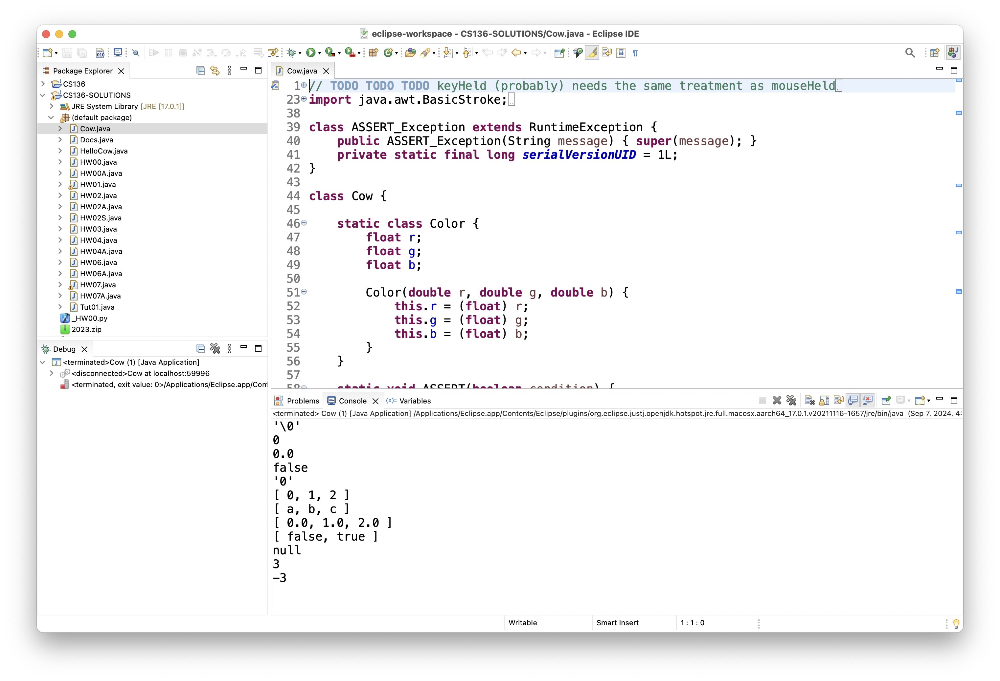 eclipse-workspace - CS136-SOLUTIONS/Cow.java - Eclipse IDE
Package Explorer
CS136
CS136-SOLUTIONS
JRE System Library [JRE [17.0.1]]
(default package)
Cow.java
Docs.java
HelloCow.java
HW00.java
HW00A.java
HW01.java
HW02.java
HW02A.java
HW02S.java
HW03.java
HW04.java
HW04A.java
HW06.java
HW06A.java
HW07.java
HW07A.java
Tut01.java
_HW00.py
2023.zip
Debug
<terminated>Cow (1) [Java Application]
<disconnected>Cow at localhost:59996
<terminated, exit value: 0>/Applications/Eclipse.app/Cont
Cow.java
1 // TODO TODO TODO keyHeld (probably) needs the same treatment as mouseHeld
23 import java.awt.BasicStroke;
38
39 class ASSERT_Exception extends RuntimeException {
40     public ASSERT_Exception(String message) { super(message); }
41     private static final long serialVersionUID = 1L;
42 }
43
44 class Cow {
45
46     static class Color {
47         float r;
48         float g;
49         float b;
50
51         Color(double r, double g, double b) {
52             this.r = (float) r;
53             this.g = (float) g;
54             this.b = (float) b;
55         }
56     }
57
58     static void ASSERT(boolean condition) {
Problems Console (x)= Variables
<terminated> Cow (1) [Java Application] /Applications/Eclipse.app/Contents/Eclipse/plugins/org.eclipse.justj.openjdk.hotspot.jre.full.macosx.aarch64_17.0.1.v20211116-1657/jre/bin/java (Sep 7, 2024, 4:
'\0'
0
0.0
false
'0'
[ 0, 1, 2 ]
[ a, b, c ]
[ 0.0, 1.0, 2.0 ]
[ false, true ]
null
3
-3
Writable Smart Insert 1 : 1 : 0